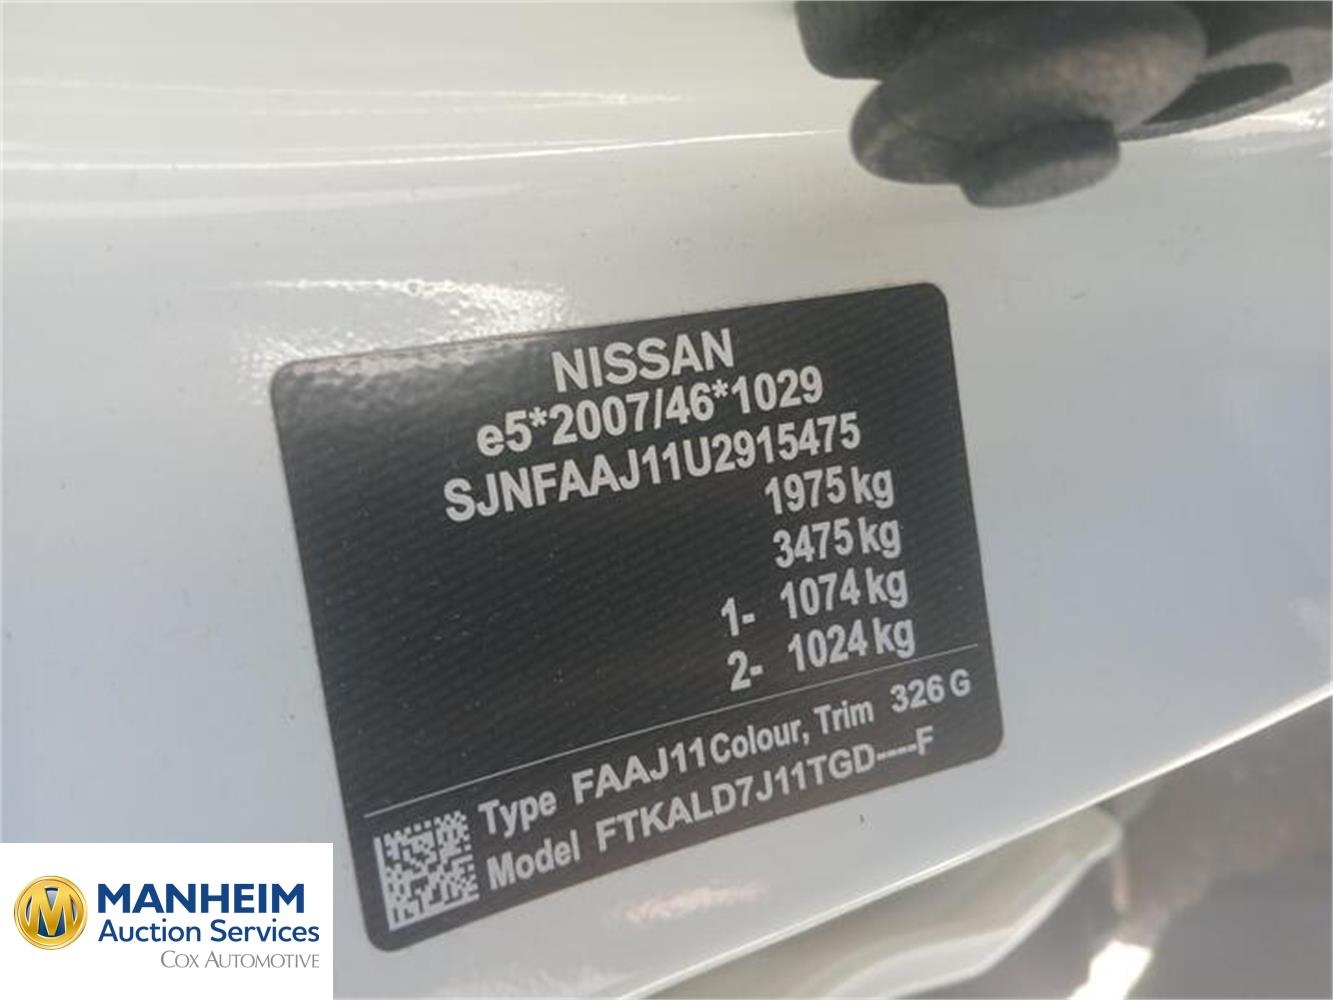 NISSAN
e5*2007/46*1029
SJNFAAJ11U2915475
1975 kg
3475 kg
1- 1074 kg
2- 1024 kg
Type FAAJ11 Colour, Trim 326 G
Model FTKALD7J11TGD----F
MANHEIM
Auction Services
COX AUTOMOTIVE